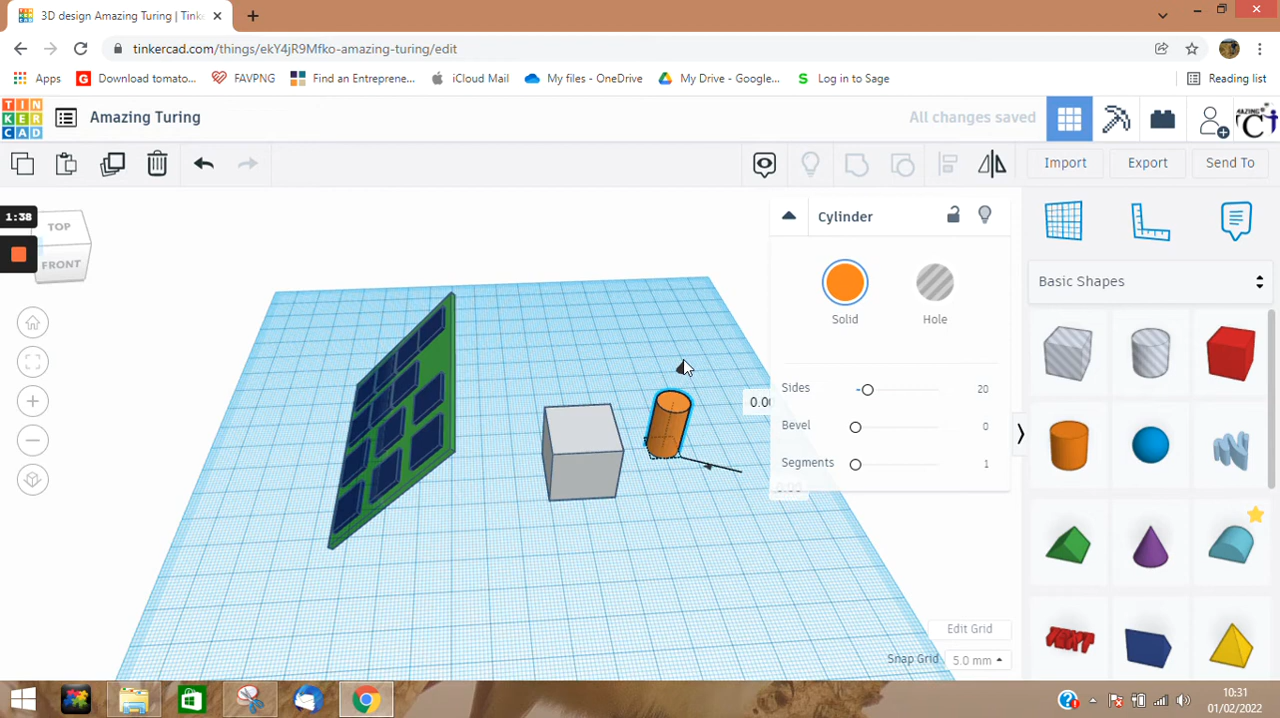 3D design Amazing Turing | Tink
tinkercad.com/things/ekY4jR9Mfko-amazing-turing/edit
Apps Download tomato... FAVPNG Find an Entreprene... iCloud Mail My files - OneDrive My Drive - Google... Log in to Sage Reading list
TIN
KER
CAD
Amazing Turing
All changes saved
Import
Export
Send To
1:38
TOP
FRONT
Cylinder
Solid
Hole
Sides 20
Bevel 0
Segments 1
0.00
Basic Shapes
TEXT
Edit Grid
Snap Grid 5.0 mm
10:31
01/02/2022